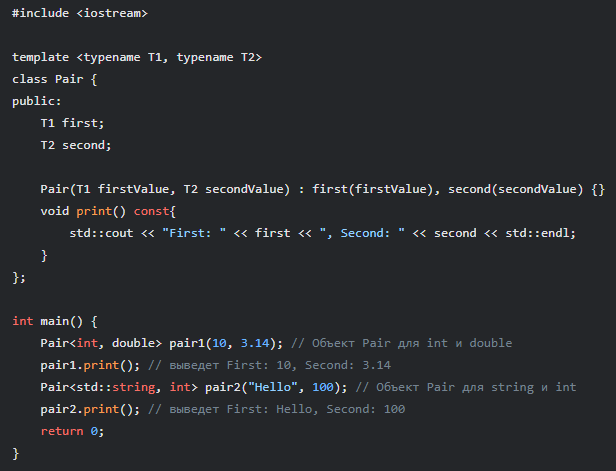 #include <iostream>

template <typename T1, typename T2>
class Pair {
public:
    T1 first;
    T2 second;

    Pair(T1 firstValue, T2 secondValue) : first(firstValue), second(secondValue) {}
    void print() const{
        std::cout << "First: " << first << ", Second: " << second << std::endl;
    }
};

int main() {
    Pair<int, double> pair1(10, 3.14); // Объект Pair для int и double
    pair1.print(); // выведет First: 10, Second: 3.14
    Pair<std::string, int> pair2("Hello", 100); // Объект Pair для string и int
    pair2.print(); // выведет First: Hello, Second: 100
    return 0;
}